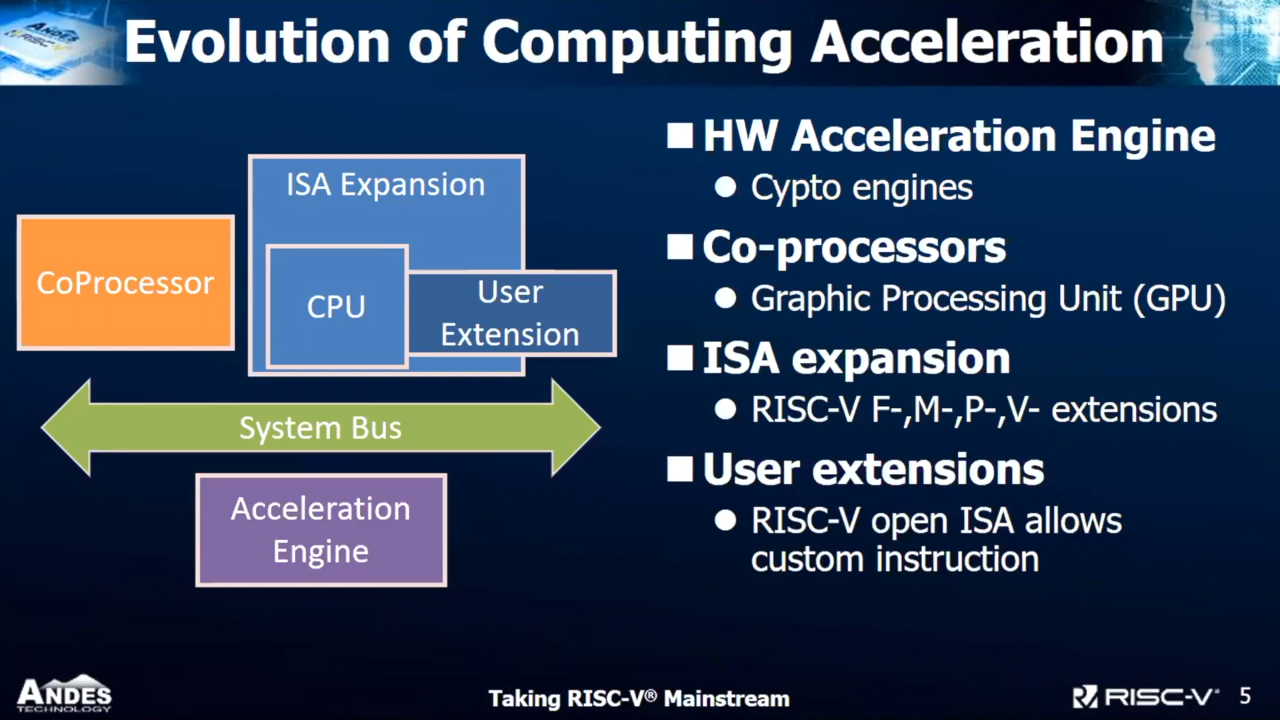 ANDES
RISC-V
Evolution of Computing Acceleration
ISA Expansion
CoProcessor
CPU
User
Extension
System Bus
Acceleration
Engine
HW Acceleration Engine
Cypto engines
Co-processors
Graphic Processing Unit (GPU)
ISA expansion
RISC-V F-,M-,P-,V- extensions
User extensions
RISC-V open ISA allows
custom instruction
ANDES
TECHNOLOGY
Taking RISC-V® Mainstream
RISC-V®
5